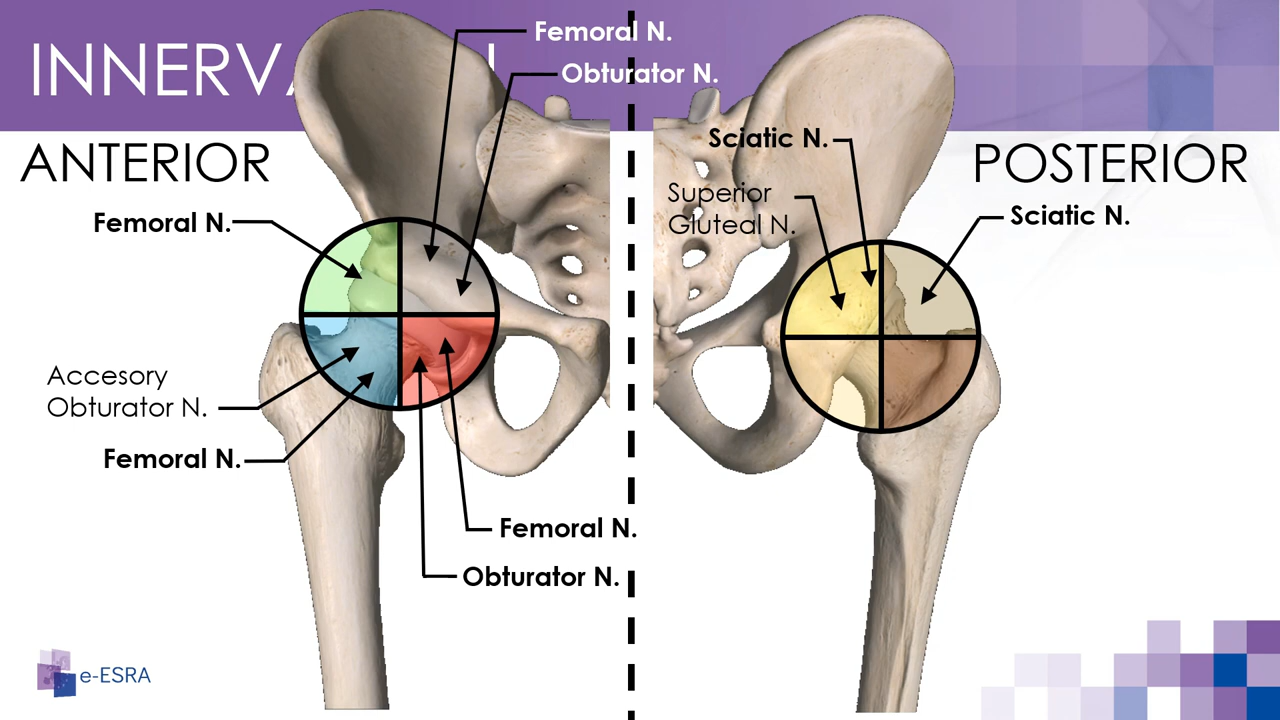 INNERVA
ANTERIOR
Femoral N.
Obturator N.
Femoral N.
Accesory
Obturator N.
Femoral N.
Femoral N.
Obturator N.
POSTERIOR
Sciatic N.
Superior
Gluteal N.
Sciatic N.
e-ESRA